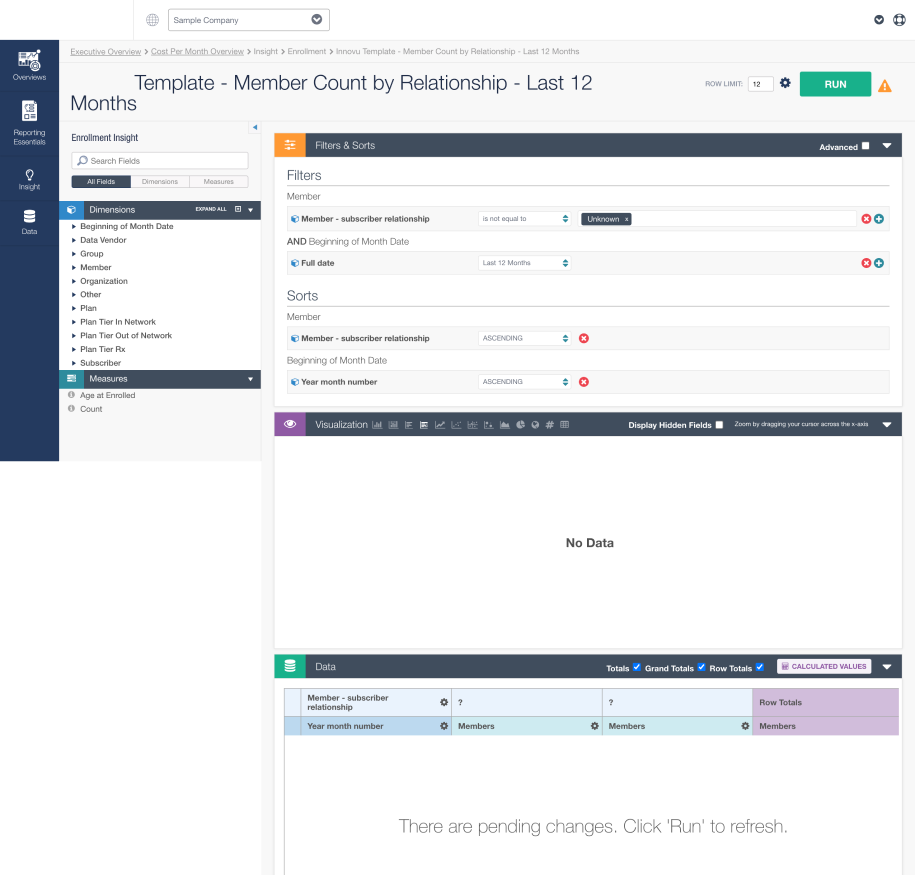 Sample Company
Executive Overview > Cost Per Month Overview > Insight > Enrollment > Innovu Template - Member Count by Relationship - Last 12 Months
Overviews
Reporting
Essentials
Insight
Data
Template - Member Count by Relationship - Last 12
Months
ROW LIMIT: 12
RUN
Enrollment Insight
Search Fields
All Fields Dimensions Measures
Dimensions EXPAND ALL
Beginning of Month Date
Data Vendor
Group
Member
Organization
Other
Plan
Plan Tier In Network
Plan Tier Out of Network
Plan Tier Rx
Subscriber
Measures
Age at Enrolled
Count
Filters & Sorts Advanced
Filters
Member
Member - subscriber relationship is not equal to Unknown x
AND Beginning of Month Date
Full date Last 12 Months
Sorts
Member
Member - subscriber relationship ASCENDING
Beginning of Month Date
Year month number ASCENDING
Visualization Display Hidden Fields Zoom by dragging your cursor across the x-axis
No Data
Data Totals Grand Totals Row Totals CALCULATED VALUES
Member - subscriber
relationship ? ? Row Totals
Year month number Members Members Members
There are pending changes. Click 'Run' to refresh.